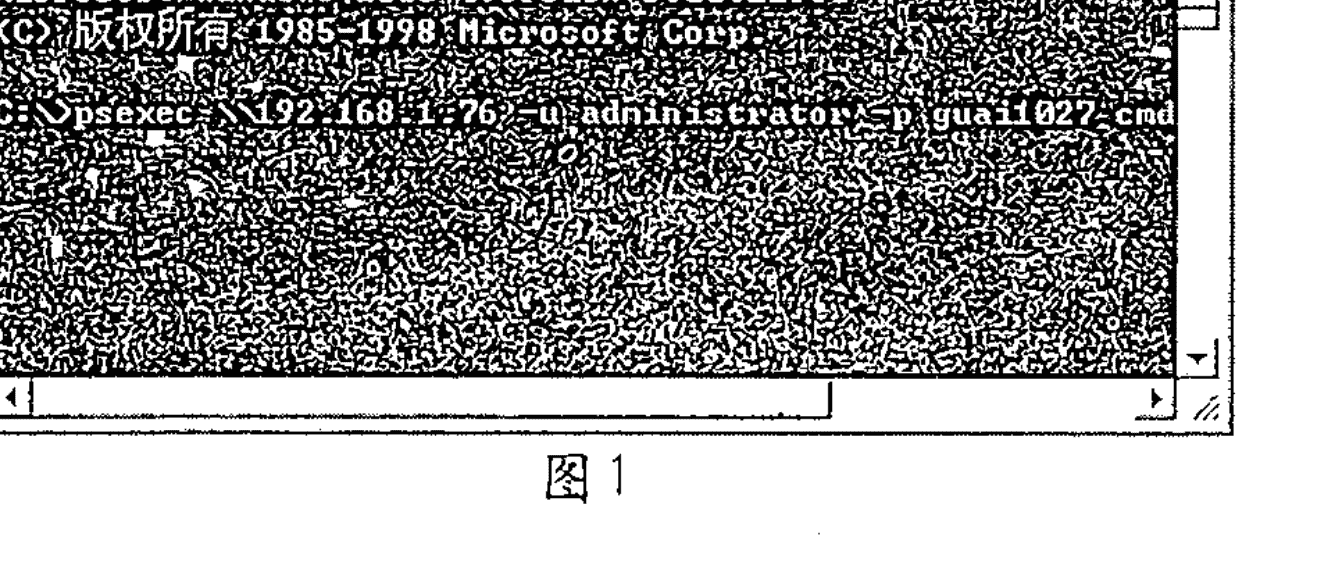 (C) 版权所有 1985-1998 Microsoft Corp.
C:\>psexec \\192.168.1.76 -u administrator -p guai1027 cmd
图 1